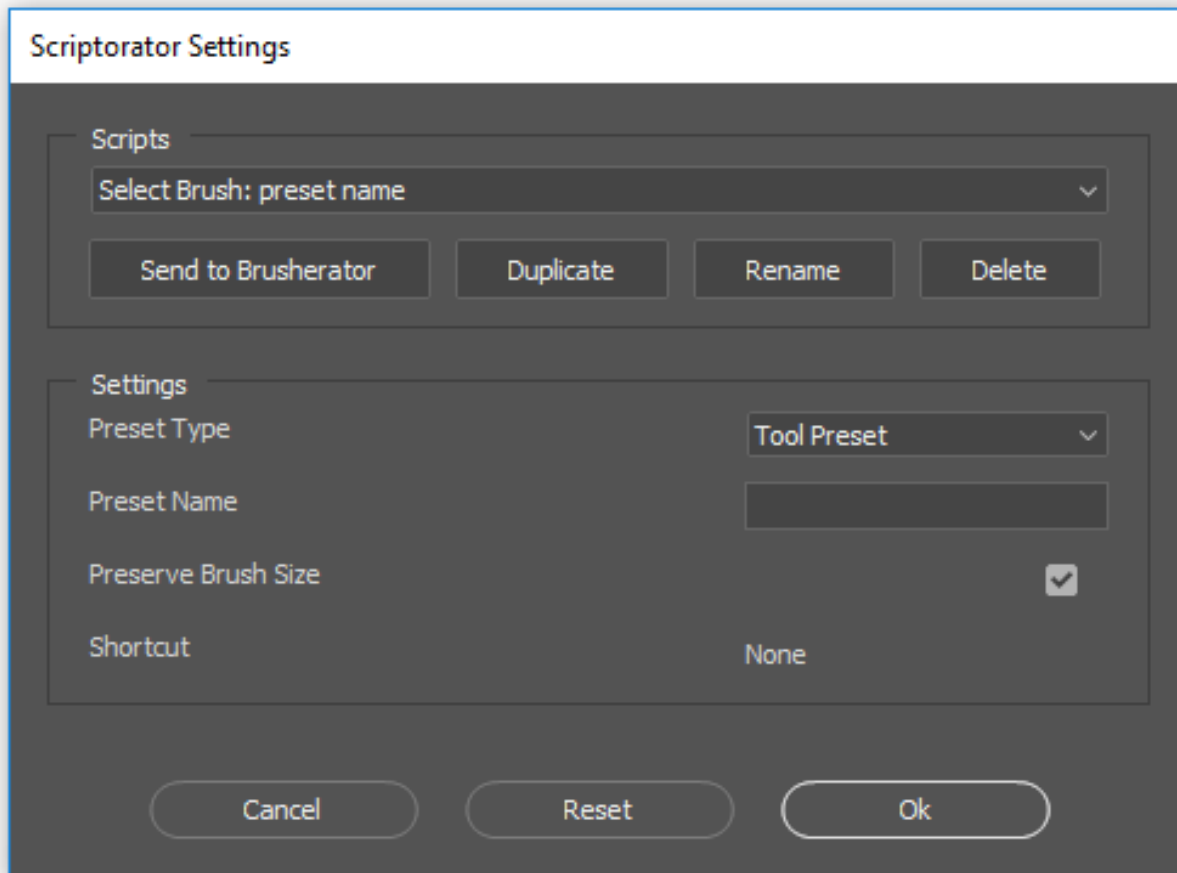 Scriptorator Settings
Scripts
Select Brush: preset name
Send to Brusherator Duplicate Rename Delete
Settings
Preset Type Tool Preset
Preset Name
Preserve Brush Size
Shortcut None
Cancel Reset Ok